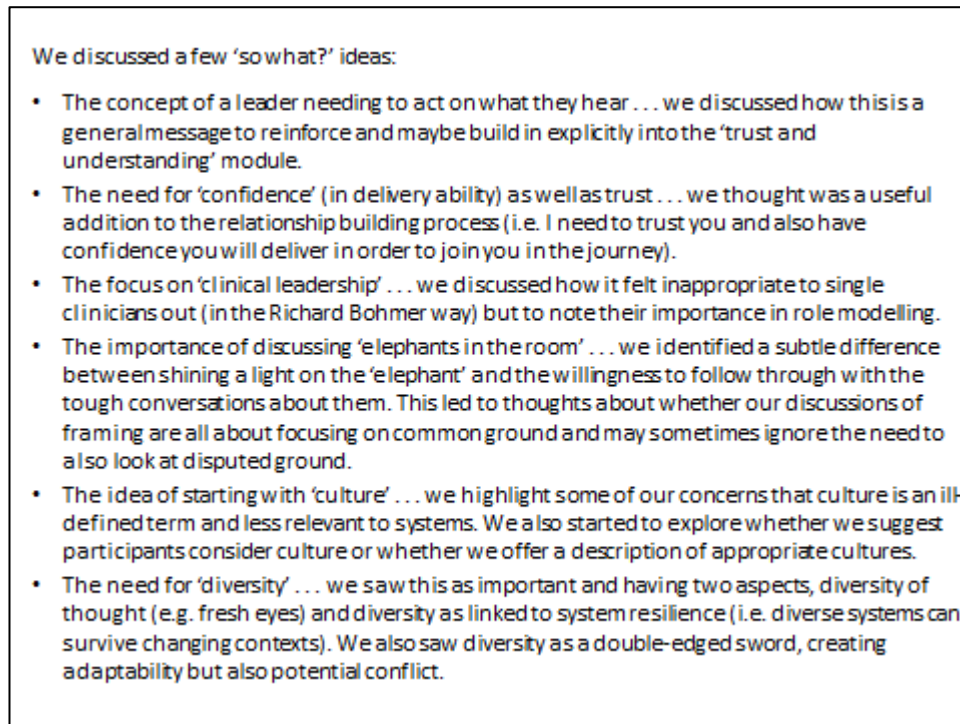 We discussed a few ‘so what?’ ideas:
• The concept of a leader needing to act on what they hear . . . we discussed how this is a
general message to reinforce and maybe build in explicitly into the ‘trust and
understanding’ module.
• The need for ‘confidence’ (in delivery ability) as well as trust . . . we thought was a useful
addition to the relationship building process (i.e. I need to trust you and also have
confidence you will deliver in order to join you in the journey).
• The focus on ‘clinical leadership’ . . . we discussed how it felt inappropriate to single
clinicians out (in the Richard Bohmer way) but to note their importance in role modelling.
• The importance of discussing ‘elephants in the room’ . . . we identified a subtle difference
between shining a light on the ‘elephant’ and the willingness to follow through with the
tough conversations about them. This led to thoughts about whether our discussions of
framing are all about focusing on common ground and may sometimes ignore the need to
also look at disputed ground.
• The idea of starting with ‘culture’ . . . we highlight some of our concerns that culture is an ill-
defined term and less relevant to systems. We also started to explore whether we suggest
participants consider culture or whether we offer a description of appropriate cultures.
• The need for ‘diversity’ . . . we saw this as important and having two aspects, diversity of
thought (e.g. fresh eyes) and diversity as linked to system resilience (i.e. diverse systems can
survive changing contexts). We also saw diversity as a double-edged sword, creating
adaptability but also potential conflict.